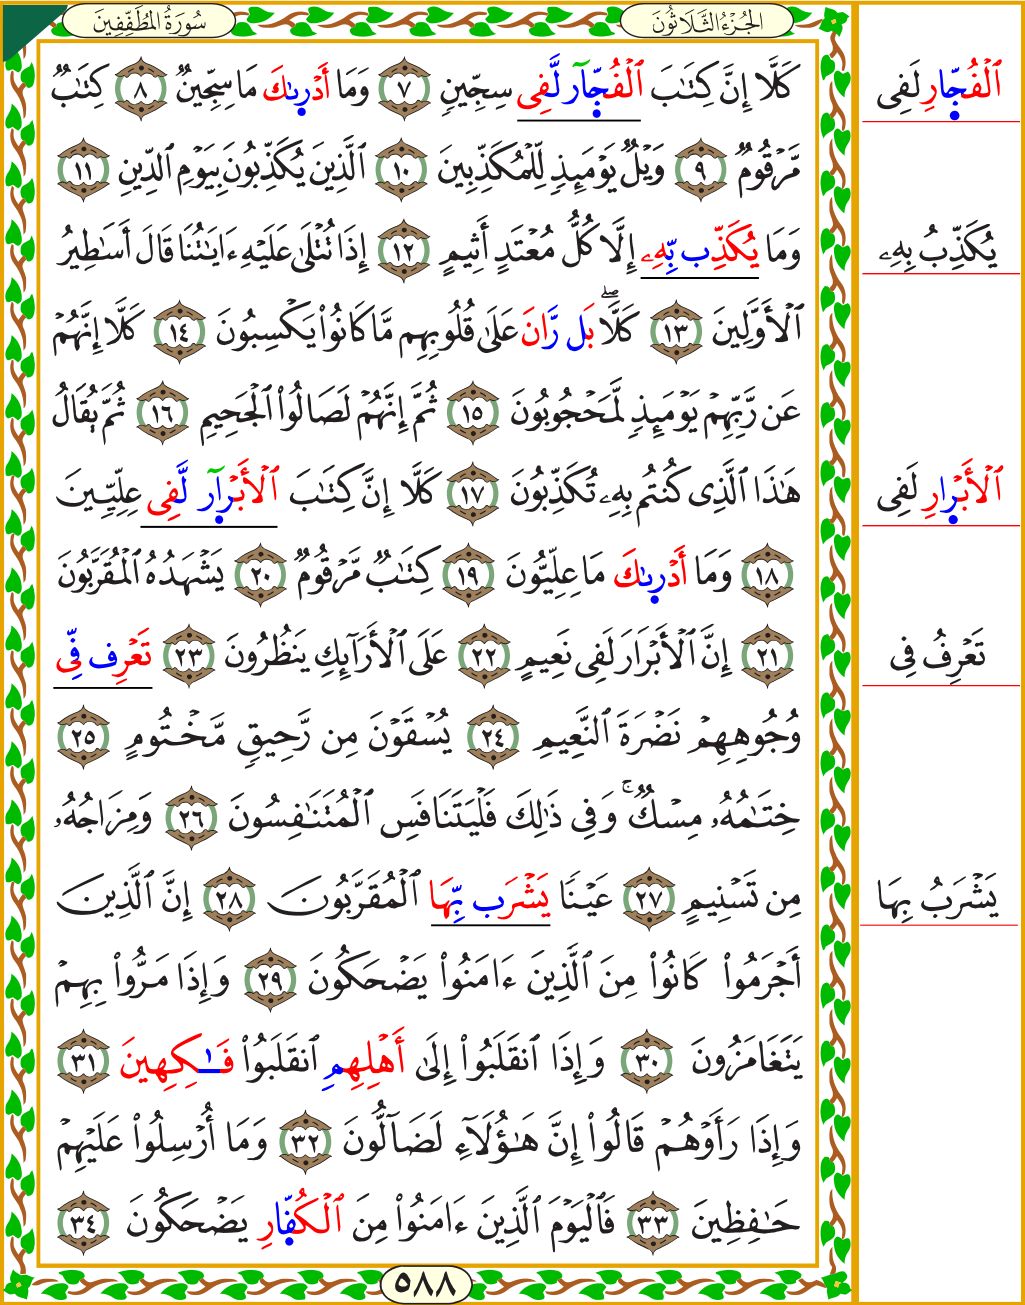 سُورَةُ المُطَفِّفِينَ
الجُزْءُ الثَّلَاثُونَ
كَلَّا إِنَّ كِتَٰبَ ٱلْفُجّ۪آر لَّفِى سِجِّينٍ ٧ وَمَا أَدْر۪ىٰكَ مَا سِجِّينٌ ٨ كِتَٰبٌ
مَّرْقُومٌ ٩ وَيْلٌ يَوْمَئِذٍ لِّلْمُكَذِّبِينَ ١٠ ٱلَّذِينَ يُكَذِّبُونَ بِيَوْمِ ٱلدِّينِ ١١
وَمَا يُكَذِّب بِّهِۦ إِلَّا كُلُّ مُعْتَدٍ أَثِيمٍ ١٢ إِذَا تُتْلَىٰ عَلَيْهِ ءَايَٰتُنَا قَالَ أَسَٰطِيرُ
ٱلْأَوَّلِينَ ١٣ كَلَّاۖ بَل رَّانَ عَلَىٰ قُلُوبِهِم مَّا كَانُوا۟ يَكْسِبُونَ ١٤ كَلَّا إِنَّهُمْ
عَن رَّبِّهِمْ يَوْمَئِذٍ لَّمَحْجُوبُونَ ١٥ ثُمَّ إِنَّهُمْ لَصَالُوا۟ ٱلْجَحِيمِ ١٦ ثُمَّ يُقَالُ
هَٰذَا ٱلَّذِى كُنتُم بِهِۦ تُكَذِّبُونَ ١٧ كَلَّا إِنَّ كِتَٰبَ ٱلْأَبْر۪آر لَّفِى عِلِّيِّينَ
١٨ وَمَا أَدْر۪ىٰكَ مَا عِلِّيُّونَ ١٩ كِتَٰبٌ مَّرْقُومٌ ٢٠ يَشْهَدُهُ ٱلْمُقَرَّبُونَ
٢١ إِنَّ ٱلْأَبْرَارَ لَفِى نَعِيمٍ ٢٢ عَلَى ٱلْأَرَآئِكِ يَنظُرُونَ ٢٣ تَعْرِف فِّى
وُجُوهِهِمْ نَضْرَةَ ٱلنَّعِيمِ ٢٤ يُسْقَوْنَ مِن رَّحِيقٍ مَّخْتُومٍ ٢٥
خِتَٰمُهُۥ مِسْكٌۚ وَفِى ذَٰلِكَ فَلْيَتَنَافَسِ ٱلْمُتَنَٰفِسُونَ ٢٦ وَمِزَاجُهُۥ
مِن تَسْنِيمٍ ٢٧ عَيْنًا يَشْرَب بِّهَا ٱلْمُقَرَّبُونَ ٢٨ إِنَّ ٱلَّذِينَ
أَجْرَمُوا۟ كَانُوا۟ مِنَ ٱلَّذِينَ ءَامَنُوا۟ يَضْحَكُونَ ٢٩ وَإِذَا مَرُّوا۟ بِهِمْ
يَتَغَامَزُونَ ٣٠ وَإِذَا ٱنقَلَبُوا۟ إِلَىٰ أَهْلِهِمِ ٱنقَلَبُوا۟ فَٰكِهِينَ ٣١
وَإِذَا رَأَوْهُمْ قَالُوا۟ إِنَّ هَٰٓؤُلَآءِ لَضَآلُّونَ ٣٢ وَمَا أُرْسِلُوا۟ عَلَيْهِمْ
حَٰفِظِينَ ٣٣ فَٱلْيَوْمَ ٱلَّذِينَ ءَامَنُوا۟ مِنَ ٱلْكُفّ۪ارِ يَضْحَكُونَ ٣٤
٥٨٨
ٱلْفُجّ۪ارِ لَفِى
يُكَذِّبُ بِهِۦ
ٱلْأَبْر۪ارِ لَفِى
تَعْرِفُ فِى
يَشْرَبُ بِهَا